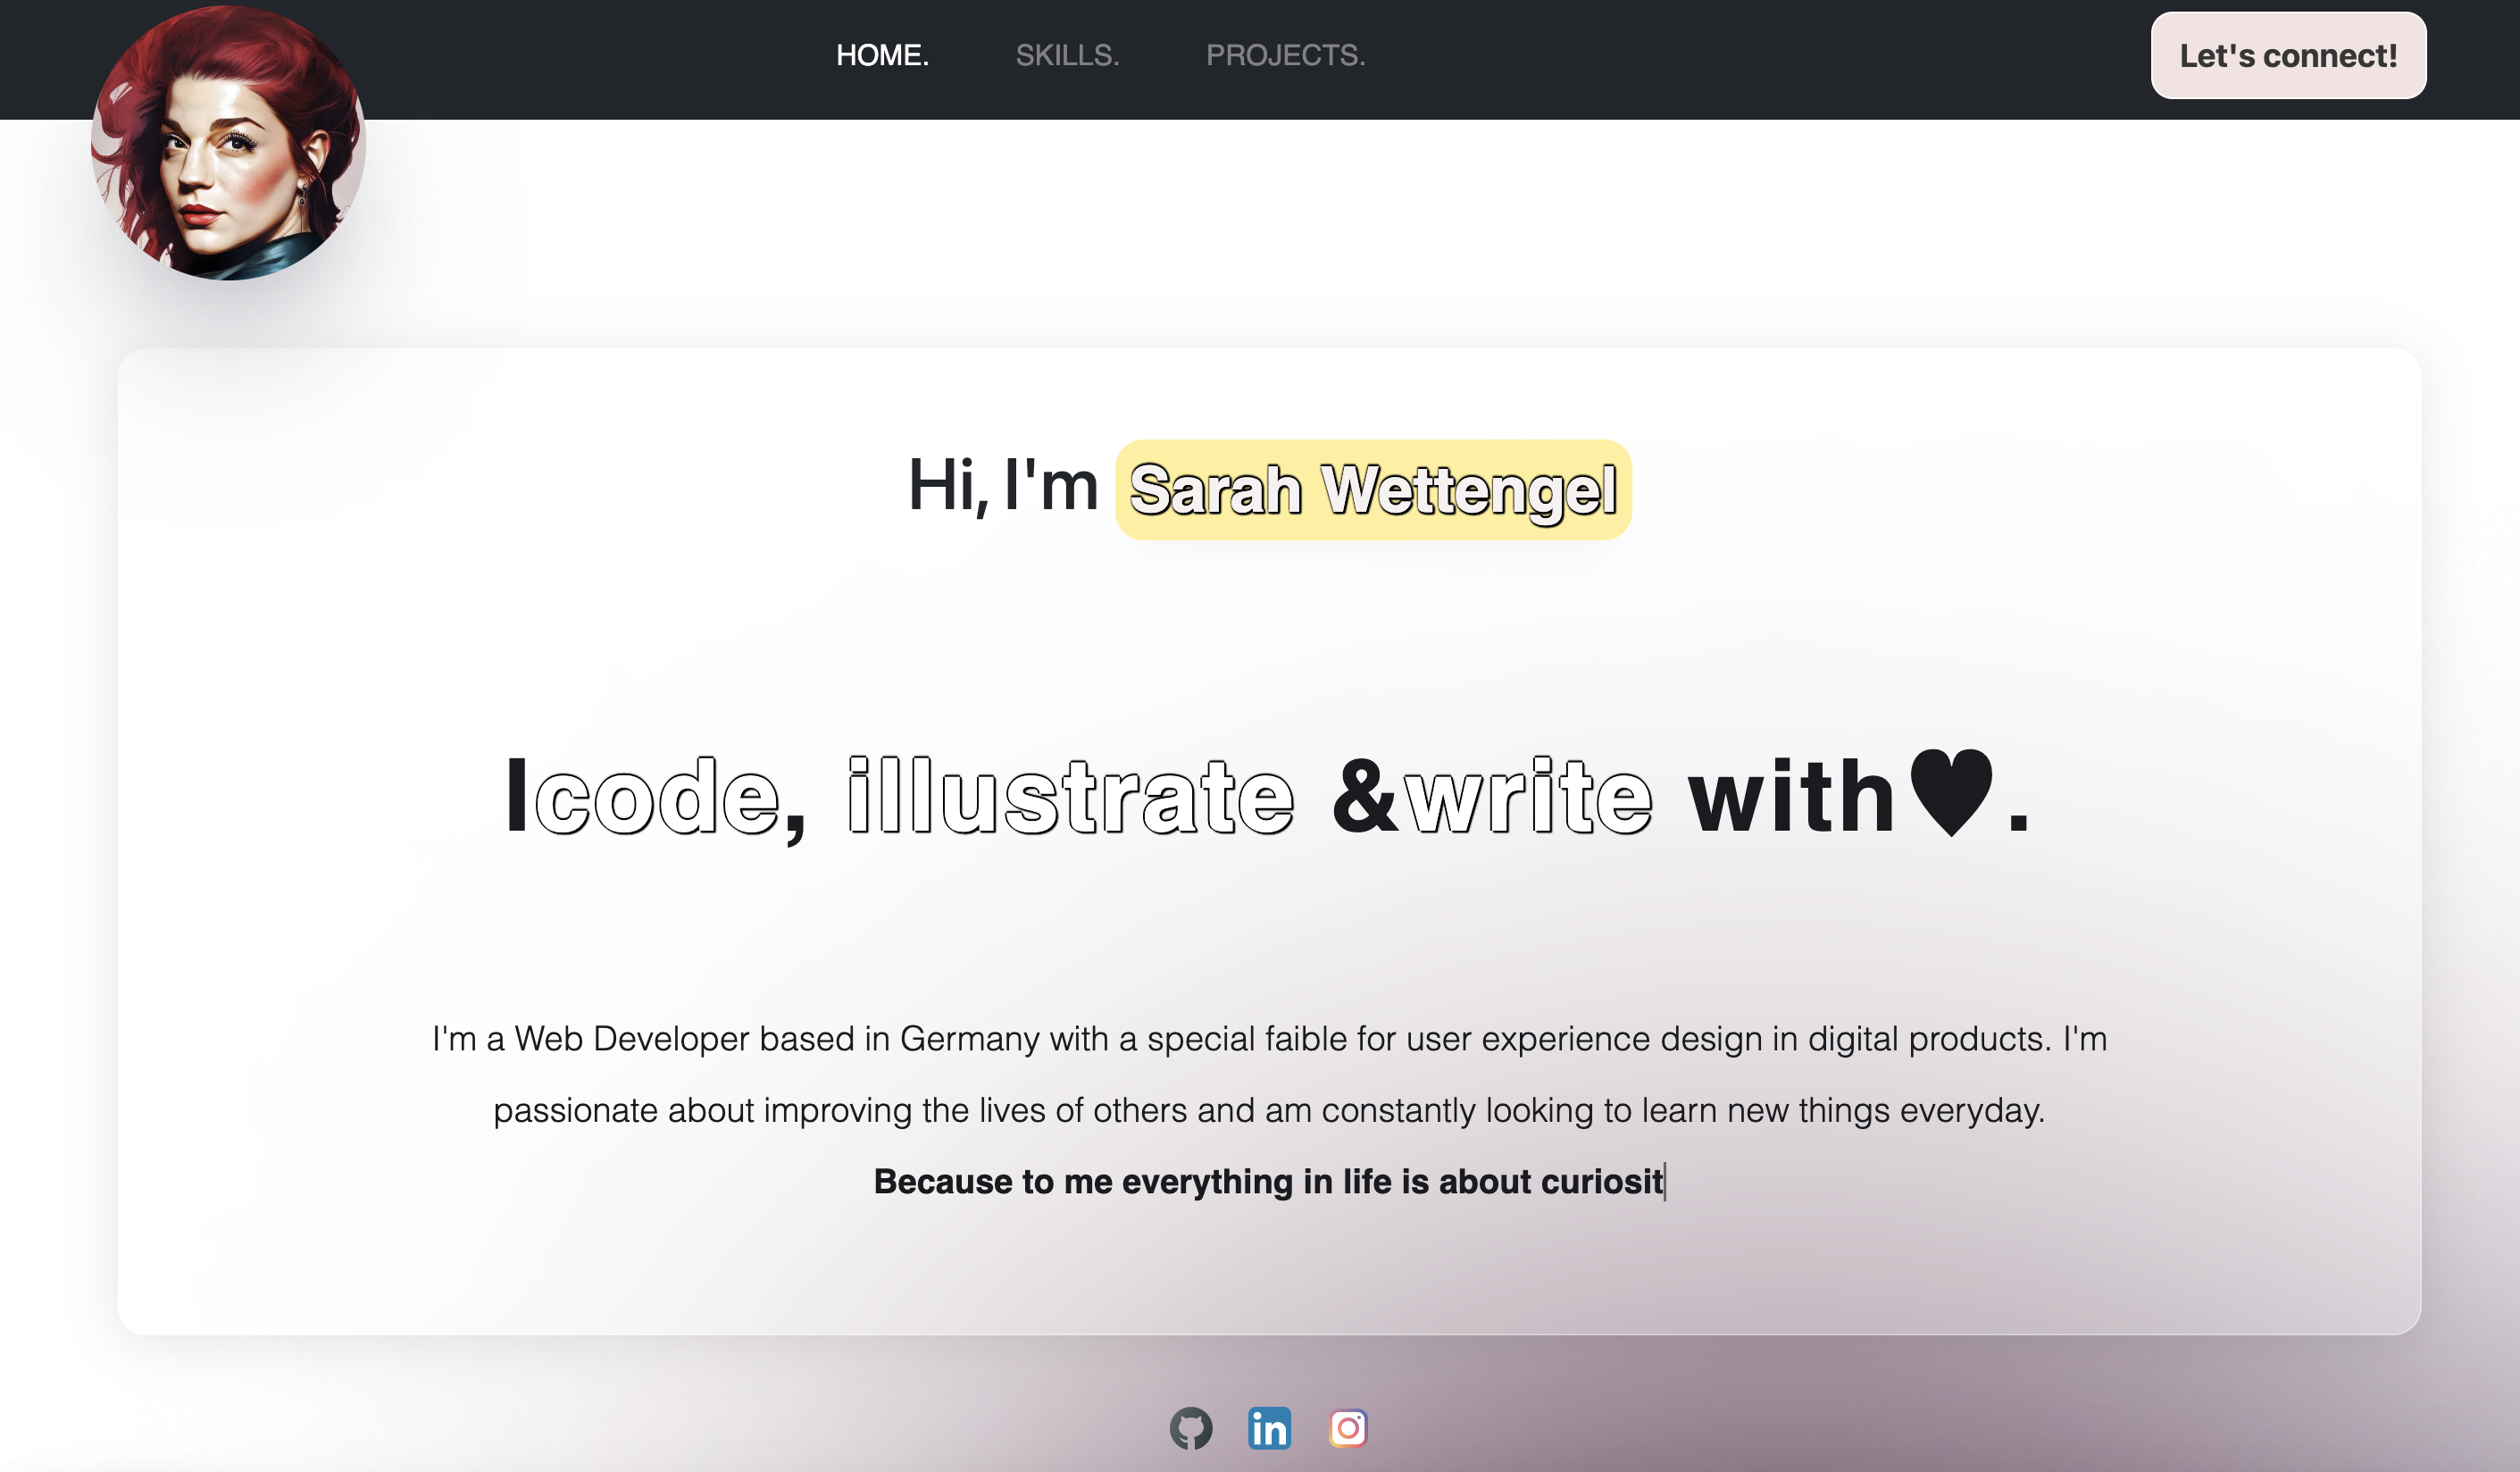 HOME. SKILLS. PROJECTS. Let's connect!
Hi, I'm Sarah Wettengel
Icode, illustrate &write with♥.
I'm a Web Developer based in Germany with a special faible for user experience design in digital products. I'm
passionate about improving the lives of others and am constantly looking to learn new things everyday.
Because to me everything in life is about curiosit
in